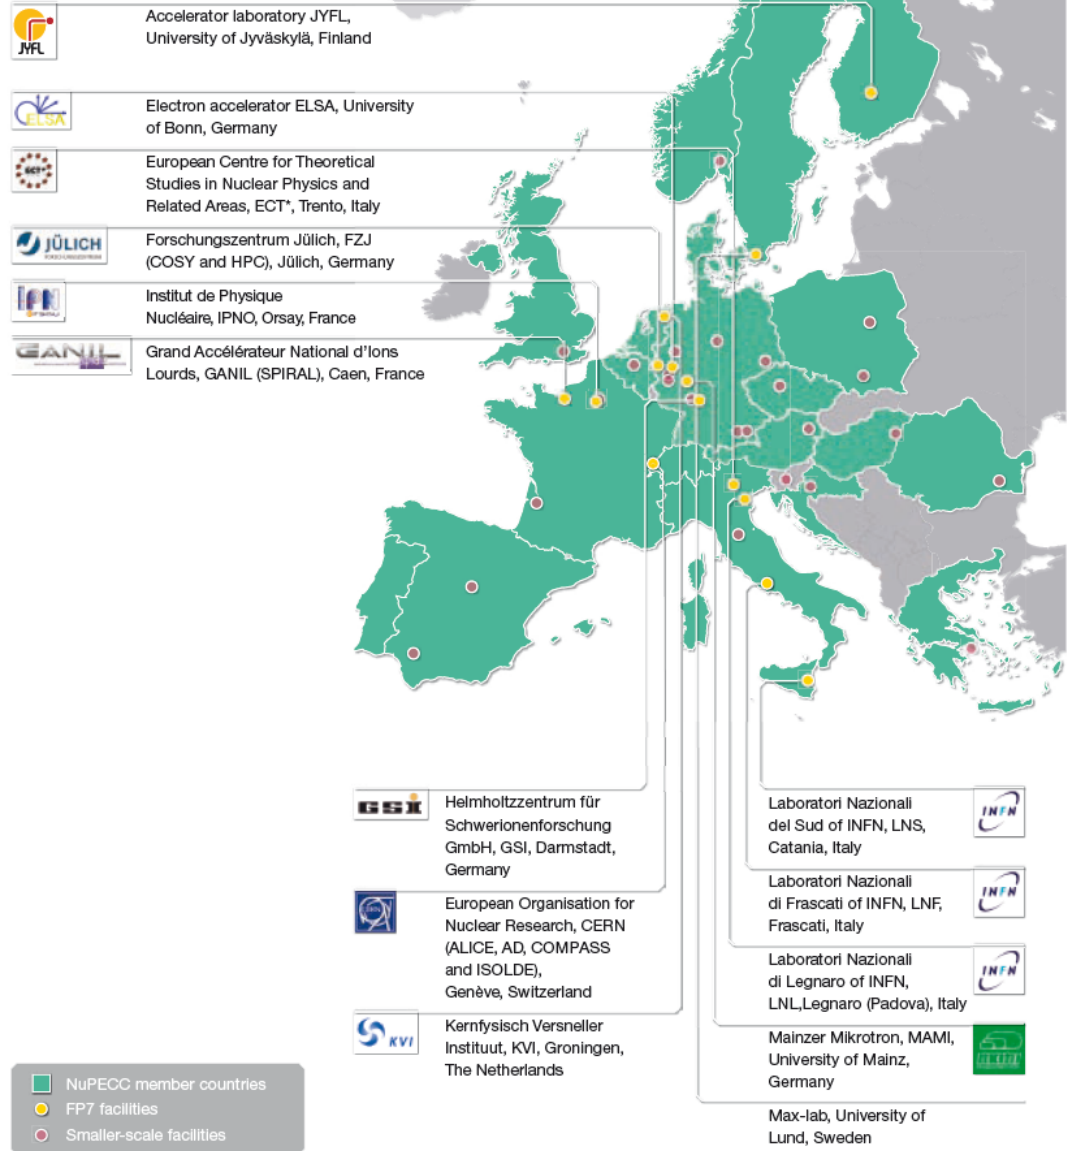 JYFL
Accelerator laboratory JYFL,
University of Jyväskylä, Finland
ELSA
Electron accelerator ELSA, University
of Bonn, Germany
ECT*
European Centre for Theoretical
Studies in Nuclear Physics and
Related Areas, ECT*, Trento, Italy
JÜLICH
FORSCHUNGSZENTRUM
Forschungszentrum Jülich, FZJ
(COSY and HPC), Jülich, Germany
IPN
Institut de Physique
Nucléaire, IPNO, Orsay, France
GANIL
Grand Accélérateur National d'Ions
Lourds, GANIL (SPIRAL), Caen, France
GSI
Helmholtzzentrum für
Schwerionenforschung
GmbH, GSI, Darmstadt,
Germany
CERN
European Organisation for
Nuclear Research, CERN
(ALICE, AD, COMPASS
and ISOLDE),
Genève, Switzerland
KVI
Kernfysisch Versneller
Instituut, KVI, Groningen,
The Netherlands
Laboratori Nazionali
del Sud of INFN, LNS,
Catania, Italy
INFN
Laboratori Nazionali
di Frascati of INFN, LNF,
Frascati, Italy
INFN
Laboratori Nazionali
di Legnaro of INFN,
LNL,Legnaro (Padova), Italy
INFN
Mainzer Mikrotron, MAMI,
University of Mainz,
Germany
Max-lab, University of
Lund, Sweden
NuPECC member countries
FP7 facilities
Smaller-scale facilities